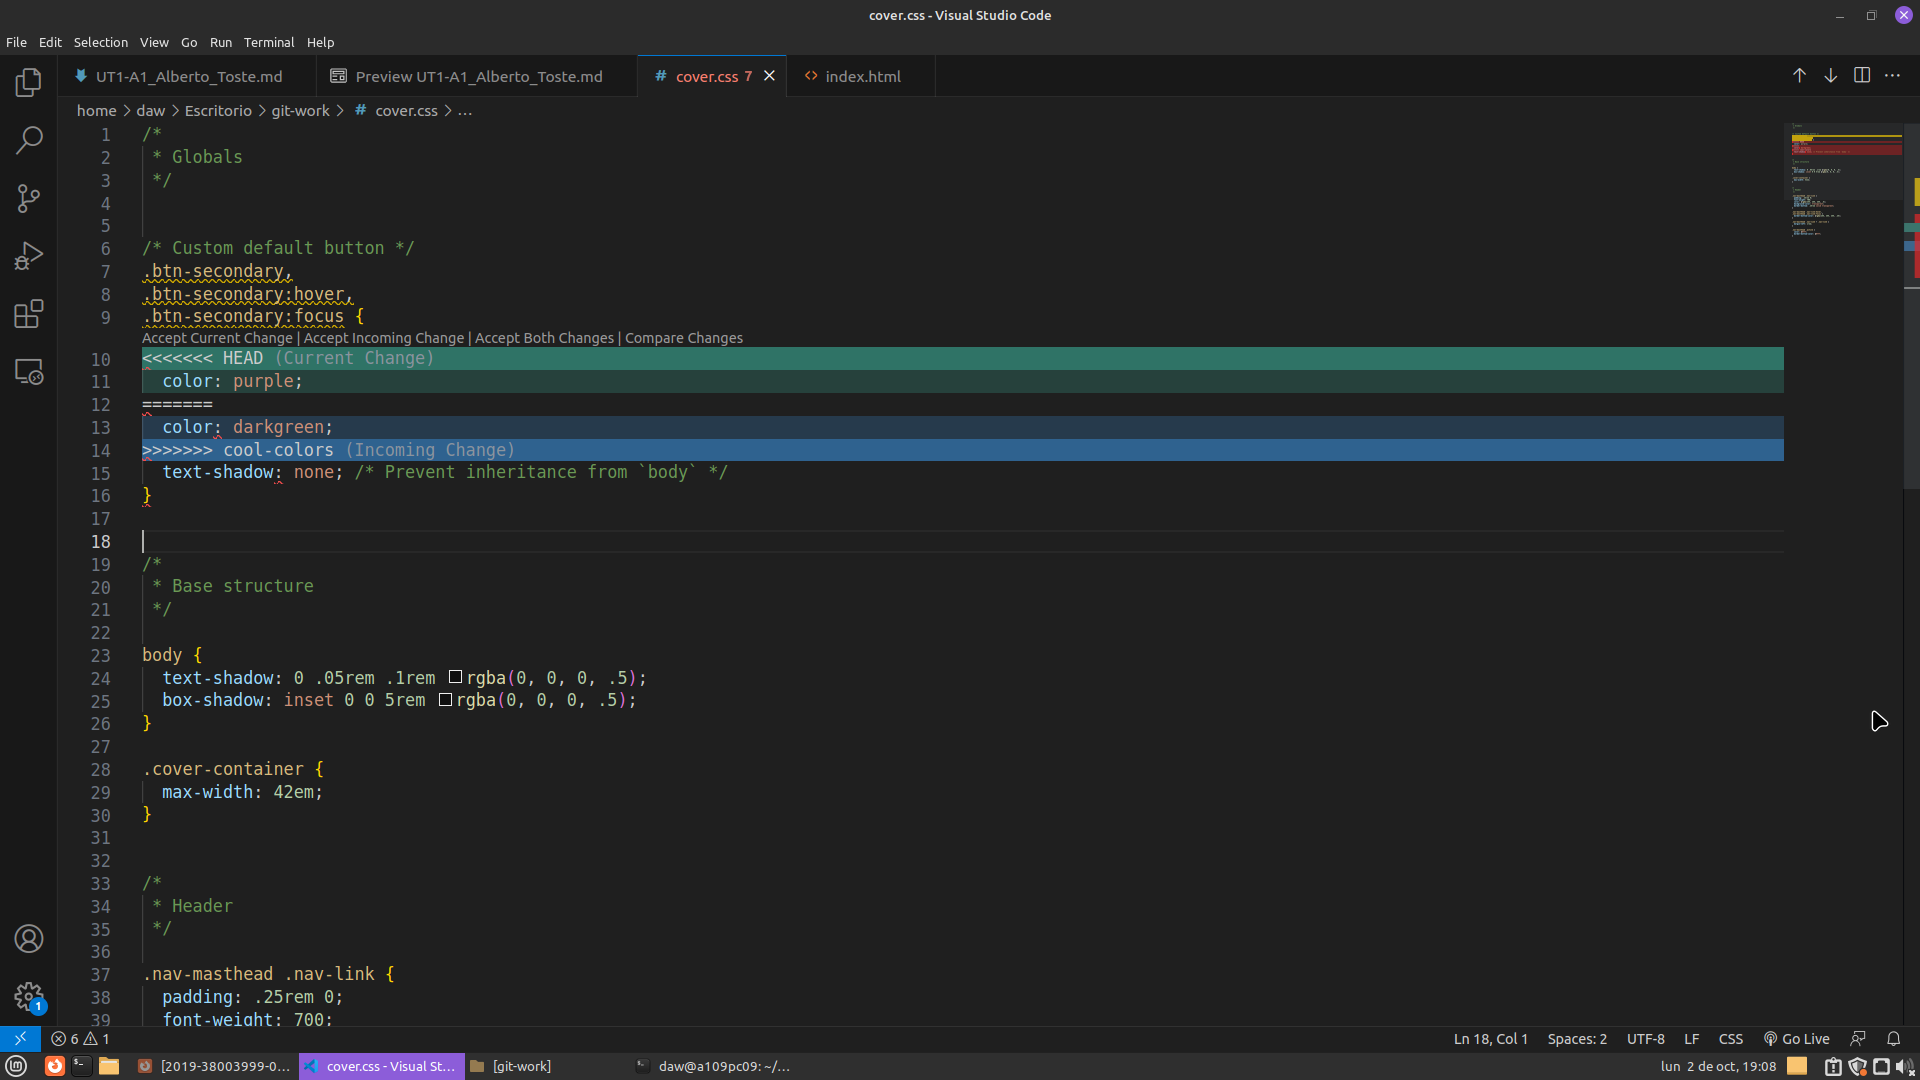 cover.css - Visual Studio Code
File Edit Selection View Go Run Terminal Help
UT1-A1_Alberto_Toste.md Preview UT1-A1_Alberto_Toste.md # cover.css 7 index.html
home > daw > Escritorio > git-work > # cover.css > ...
1 /*
2 * Globals
3 */
4
5
6 /* Custom default button */
7 .btn-secondary,
8 .btn-secondary:hover,
9 .btn-secondary:focus {
Accept Current Change | Accept Incoming Change | Accept Both Changes | Compare Changes
10 <<<<<<< HEAD (Current Change)
11 color: purple;
12 =======
13 color: darkgreen;
14 >>>>>>> cool-colors (Incoming Change)
15 text-shadow: none; /* Prevent inheritance from `body` */
16 }
17
18
19 /*
20 * Base structure
21 */
22
23 body {
24 text-shadow: 0 .05rem .1rem rgba(0, 0, 0, .5);
25 box-shadow: inset 0 0 5rem rgba(0, 0, 0, .5);
26 }
27
28 .cover-container {
29 max-width: 42em;
30 }
31
32
33 /*
34 * Header
35 */
36
37 .nav-masthead .nav-link {
38 padding: .25rem 0;
39 font-weight: 700;
1
6 1 Ln 18, Col 1 Spaces: 2 UTF-8 LF CSS Go Live
[2019-38003999-0... cover.css - Visual St... [git-work] daw@a109pc09: ~/... lun 2 de oct, 19:08